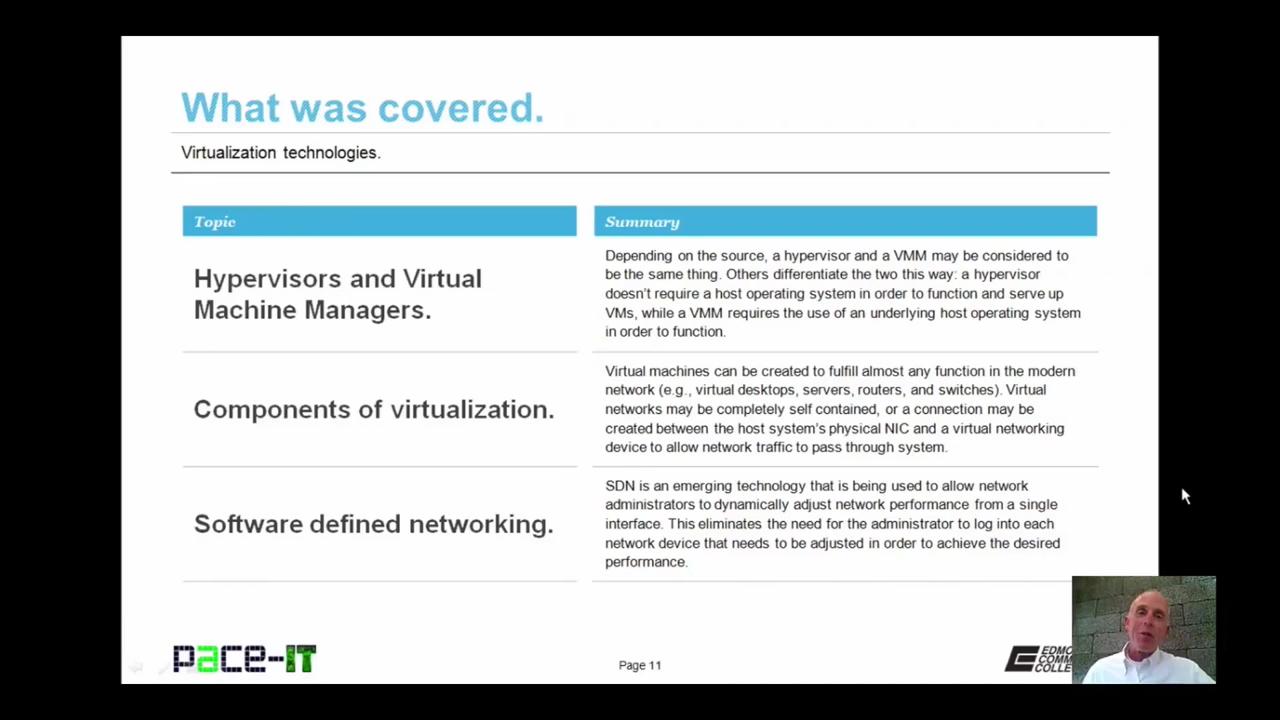 What was covered.
Virtualization technologies.
Topic
Summary
Hypervisors and Virtual
Machine Managers.
Depending on the source, a hypervisor and a VMM may be considered to
be the same thing. Others differentiate the two this way: a hypervisor
doesn't require a host operating system in order to function and serve up
VMs, while a VMM requires the use of an underlying host operating system
in order to function.
Components of virtualization.
Virtual machines can be created to fulfill almost any function in the modern
network (e.g., virtual desktops, servers, routers, and switches). Virtual
networks may be completely self contained, or a connection may be
created between the host system's physical NIC and a virtual networking
device to allow network traffic to pass through system.
Software defined networking.
SDN is an emerging technology that is being used to allow network
administrators to dynamically adjust network performance from a single
interface. This eliminates the need for the administrator to log into each
network device that needs to be adjusted in order to achieve the desired
performance.
pace-IT
Page 11